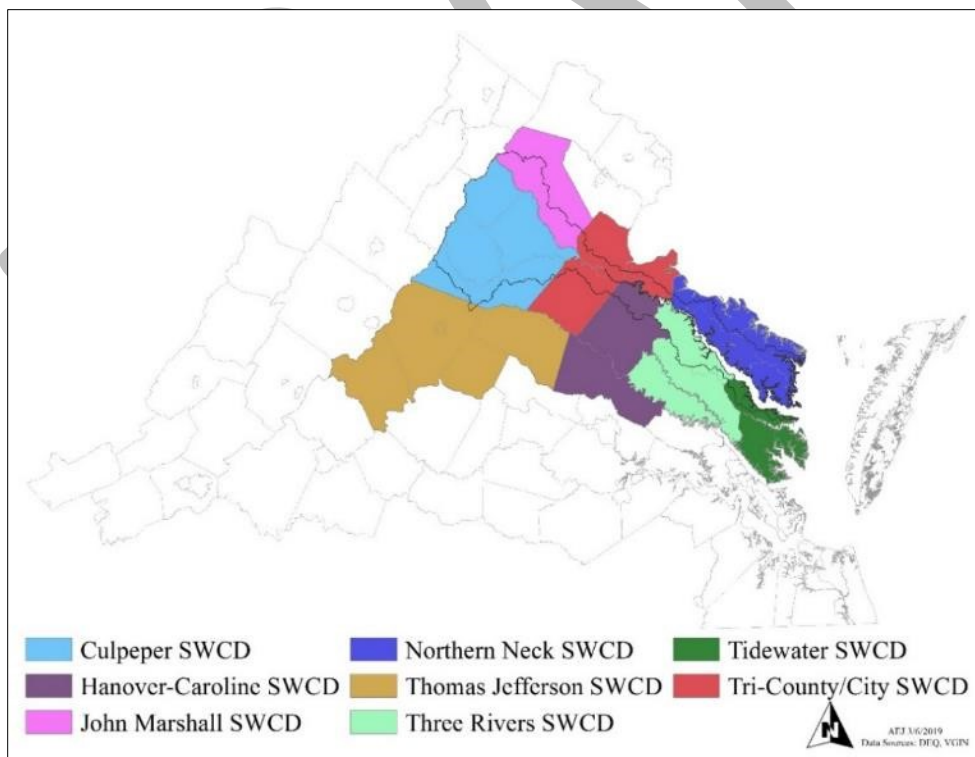 Culpeper SWCD
Northern Neck SWCD
Tidewater SWCD
Hanover-Caroline SWCD
Thomas Jefferson SWCD
Tri-County/City SWCD
John Marshall SWCD
Three Rivers SWCD
N
AFJ 3/6/2019
Data Sources: DEQ, VGIN